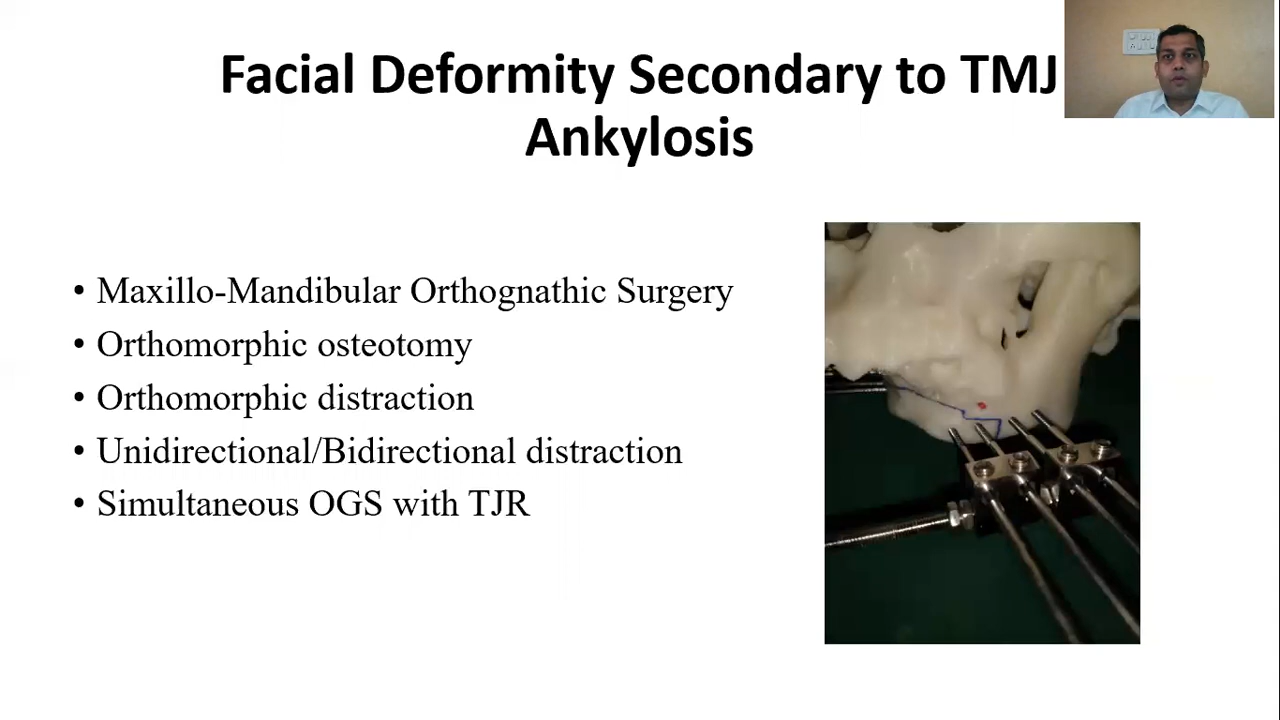 Facial Deformity Secondary to TMJ
Ankylosis
• Maxillo-Mandibular Orthognathic Surgery
• Orthomorphic osteotomy
• Orthomorphic distraction
• Unidirectional/Bidirectional distraction
• Simultaneous OGS with TJR